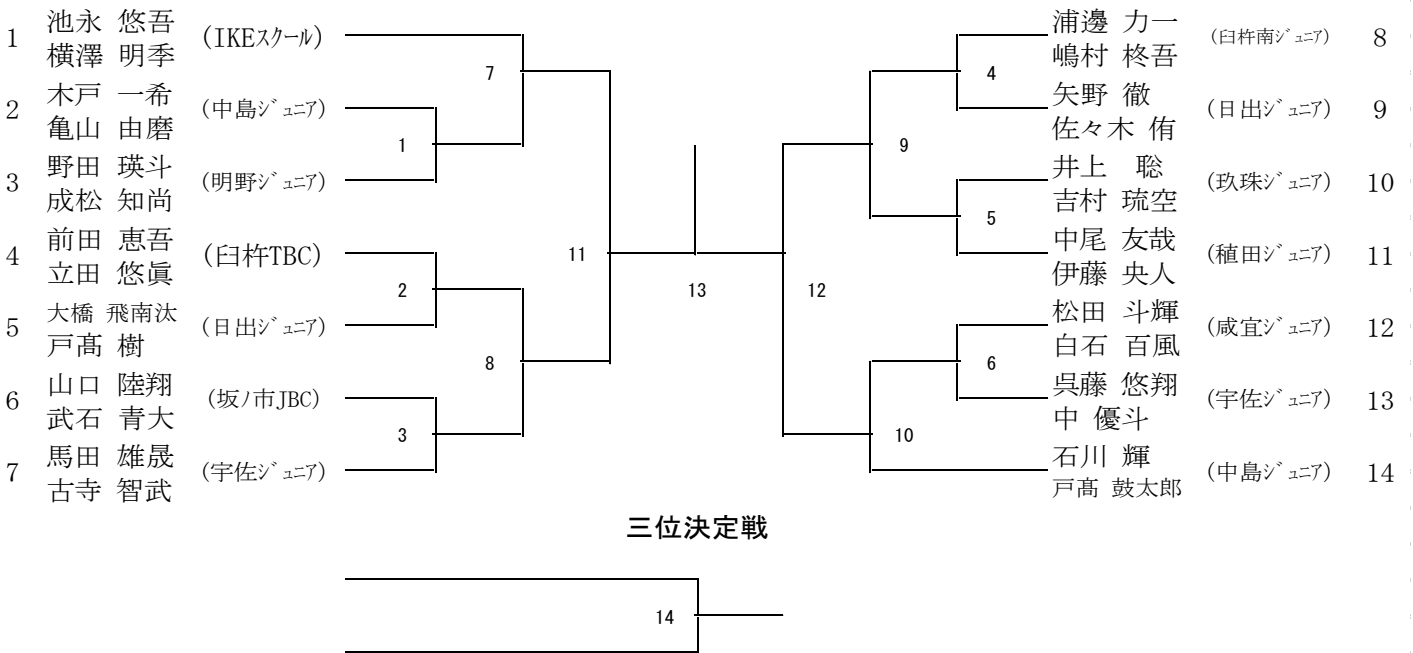 1 池永 悠吾 (IKEスクール)
横澤 明季
2 木戸 一希 (中島ジュニア)
亀山 由磨
3 野田 瑛斗 (明野ジュニア)
成松 知尚
4 前田 恵吾 (臼杵TBC)
立田 悠眞
5 大橋 飛南汰 (日出ジュニア)
戸髙 樹
6 山口 陸翔 (坂ノ市JBC)
武石 青大
7 馬田 雄晟 (宇佐ジュニア)
古寺 智武
7
1
2
8
3
11
13
12
4
9
5
6
10
浦邊 力一 (臼杵南ジュニア) 8
嶋村 柊吾
矢野 徹 (日出ジュニア) 9
佐々木 侑
井上 聡 (玖珠ジュニア) 10
吉村 琉空
中尾 友哉 (稙田ジュニア) 11
伊藤 央人
松田 斗輝 (咸宜ジュニア) 12
白石 百風
呉藤 悠翔 (宇佐ジュニア) 13
中 優斗
石川 輝 (中島ジュニア) 14
戸髙 鼓太郎
三位決定戦
14